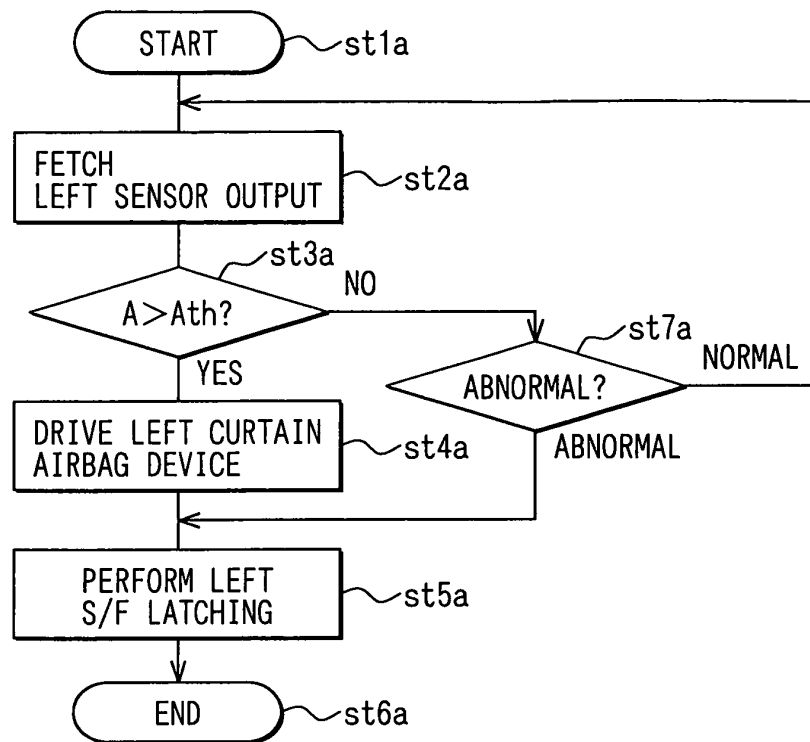 START
st1a
FETCH
LEFT SENSOR OUTPUT
st2a
st3a
A>Ath?
NO
YES
st7a
ABNORMAL?
NORMAL
ABNORMAL
DRIVE LEFT CURTAIN
AIRBAG DEVICE
st4a
PERFORM LEFT
S/F LATCHING
st5a
END
st6a